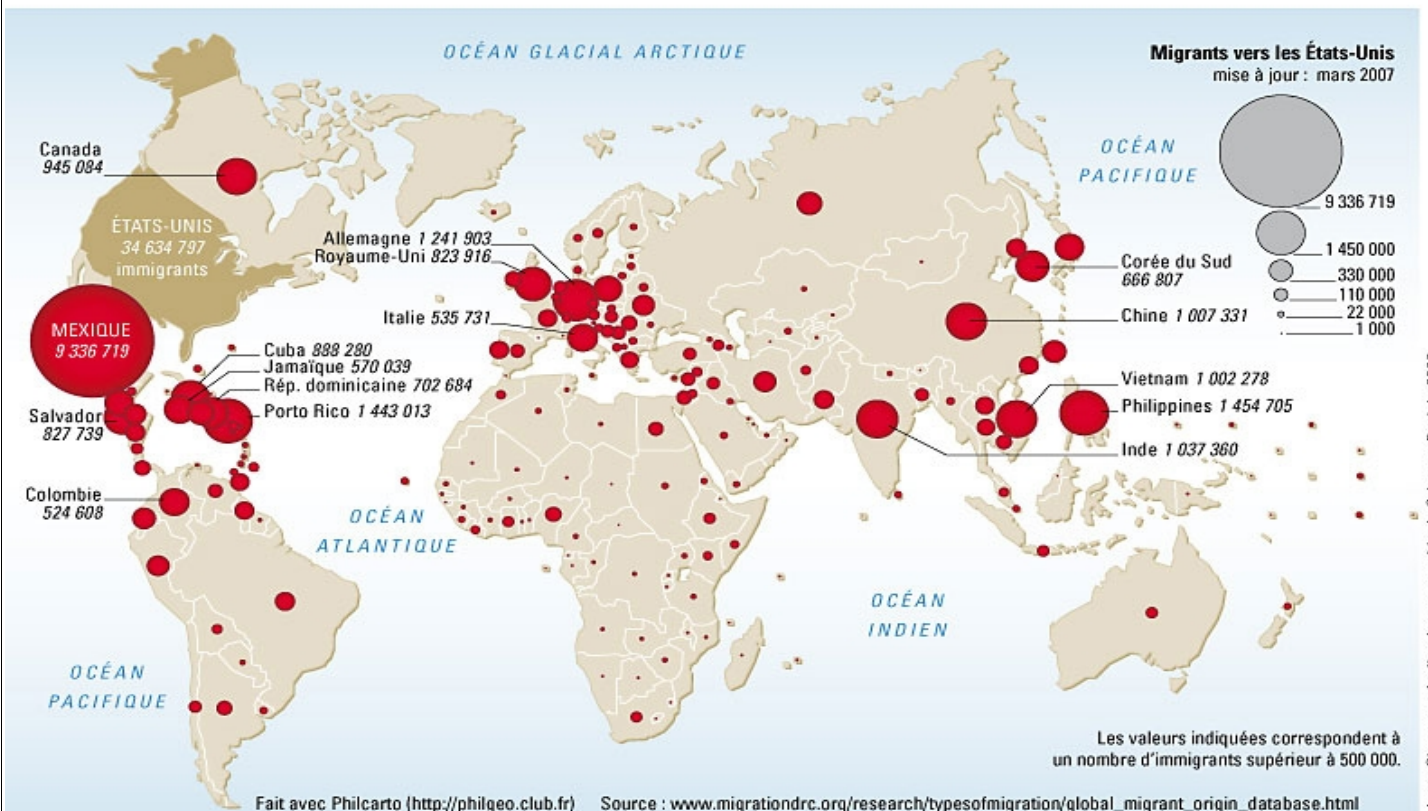 OCÉAN GLACIAL ARCTIQUE
Migrants vers les États-Unis
mise à jour : mars 2007
9 336 719
1 450 000
330 000
110 000
22 000
1 000
OCÉAN
PACIFIQUE
Canada
945 084
ÉTATS-UNIS
34 634 797
immigrants
Allemagne 1 241 903
Royaume-Uni 823 916
Italie 535 731
Corée du Sud
666 807
Chine 1 007 331
MEXIQUE
9 336 719
Cuba 888 280
Jamaïque 570 039
Rép. dominicaine 702 684
Porto Rico 1 443 013
Salvador
827 739
Vietnam 1 002 278
Philippines 1 454 705
Inde 1 037 360
Colombie
524 608
OCÉAN
ATLANTIQUE
OCÉAN
INDIEN
OCÉAN
PACIFIQUE
Les valeurs indiquées correspondent à
un nombre d'immigrants supérieur à 500 000.
Fait avec Philcarto (http://philgeo.club.fr) Source : www.migrationdrc.org/research/typesofmigration/global_migrant_origin_database.html